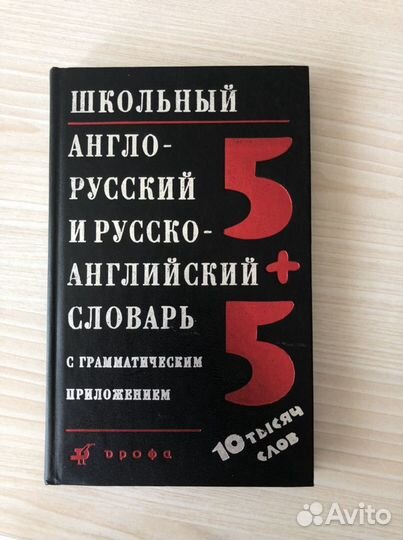 ШКОЛЬНЫЙ
АНГЛО-
РУССКИЙ
И РУССКО-
АНГЛИЙСКИЙ
СЛОВАРЬ
С ГРАММАТИЧЕСКИМ
ПРИЛОЖЕНИЕМ
5
+
5
10 ТЫСЯЧ
СЛОВ
дрофа
Avito